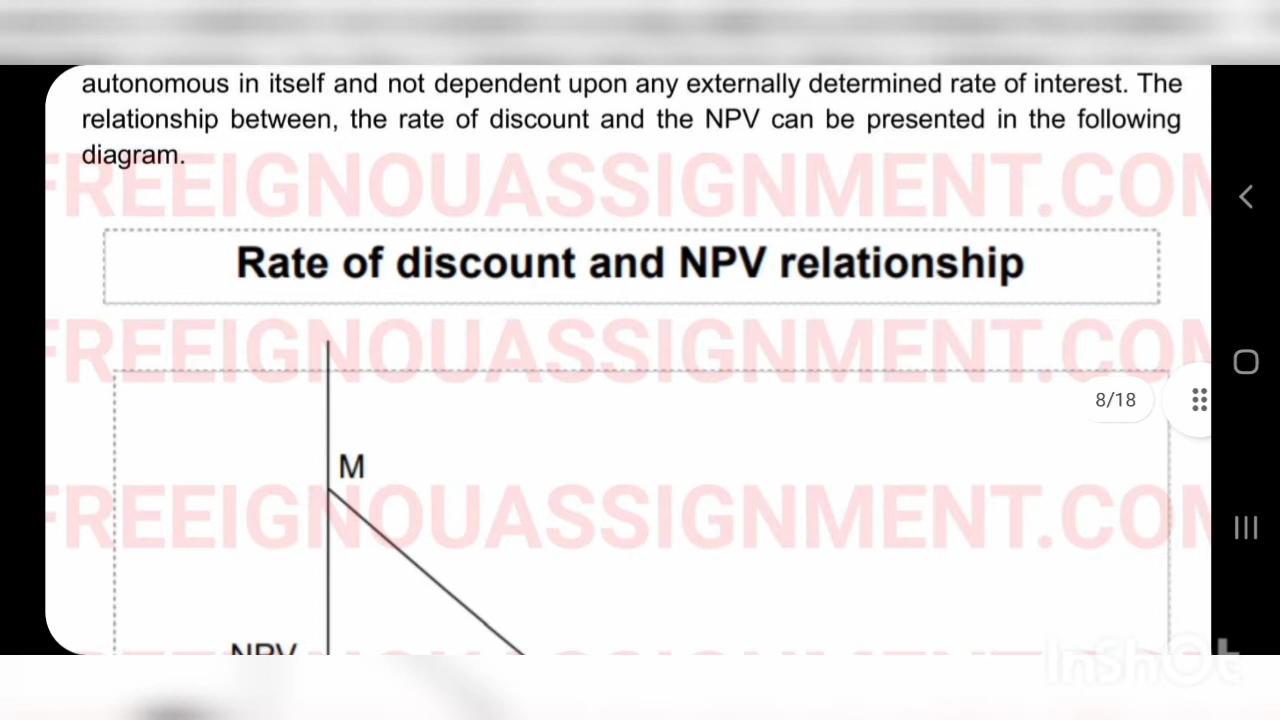 autonomous in itself and not dependent upon any externally determined rate of interest. The
relationship between, the rate of discount and the NPV can be presented in the following
diagram.
FREEIGNOUASSIGNMENT.COM
Rate of discount and NPV relationship
FREEIGNOUASSIGNMENT.COM
8/18
M
FREEIGNOUASSIGNMENT.COM
NPV
InShOt